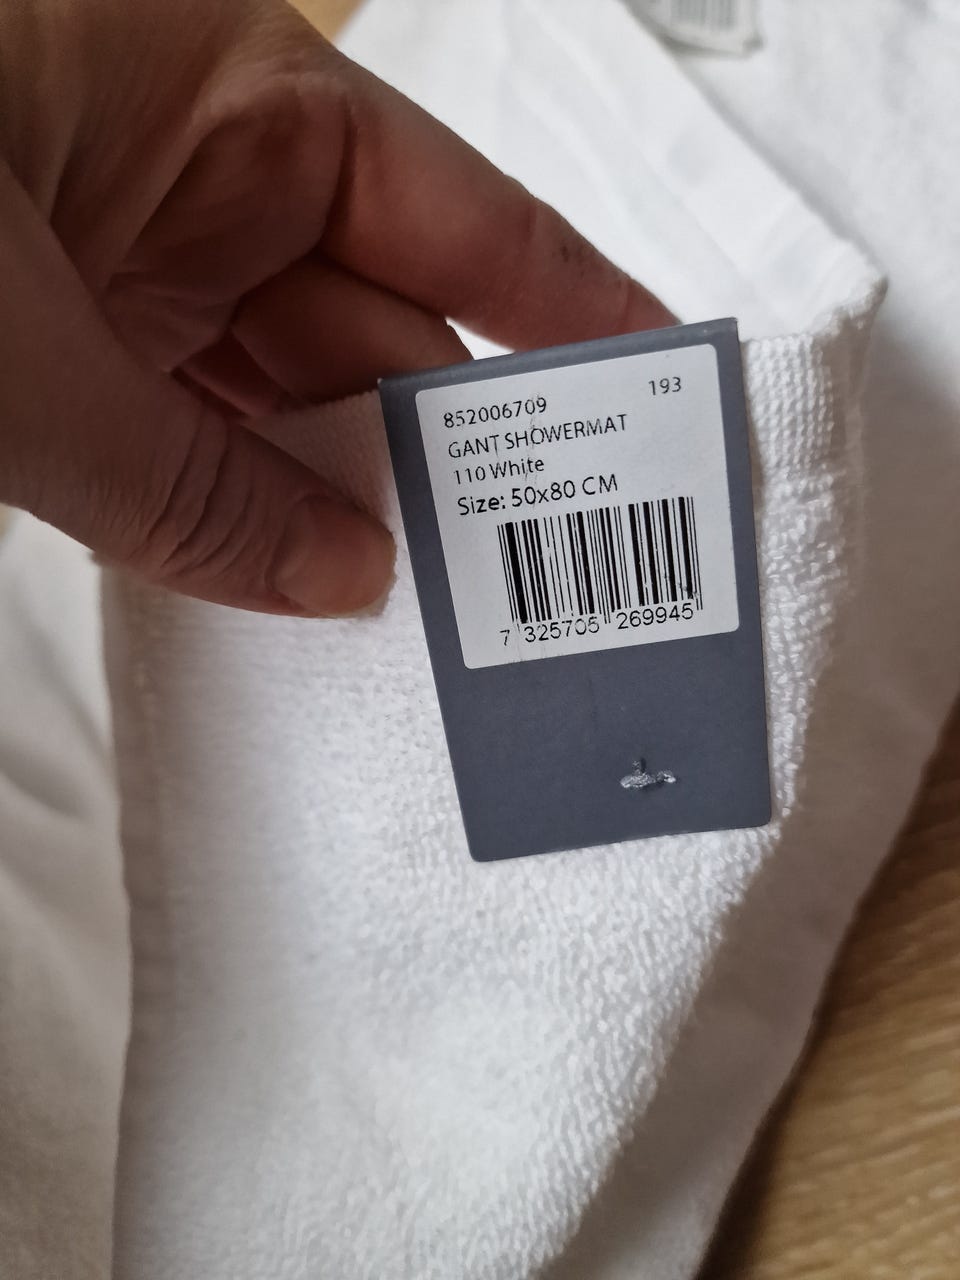 852006709 193
GANT SHOWERMAT
110 White
Size: 50x80 CM
7 325705 269945